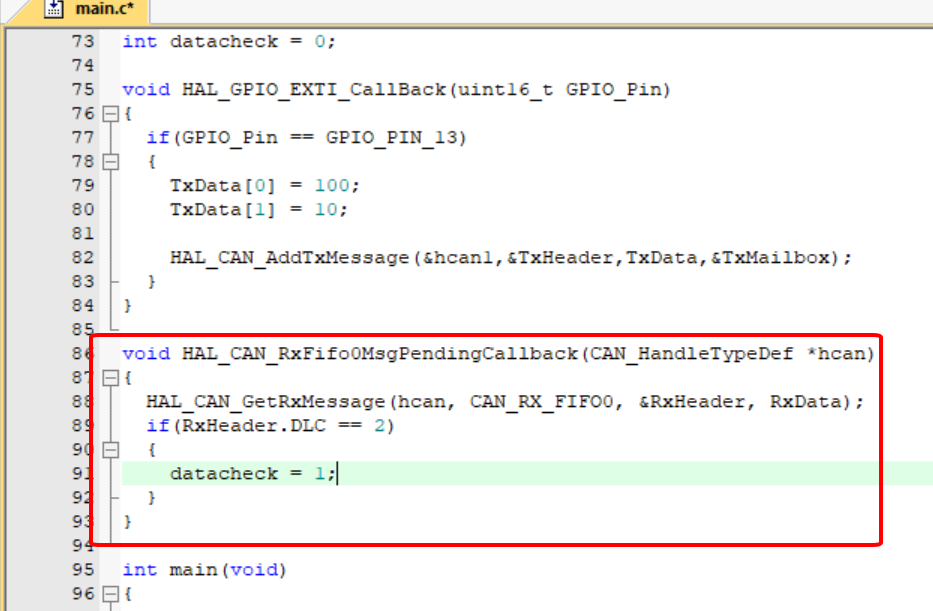 main.c*
73 int datacheck = 0;
74
75 void HAL_GPIO_EXTI_CallBack(uint16_t GPIO_Pin)
76 {
77 if(GPIO_Pin == GPIO_PIN_13)
78 {
79 TxData[0] = 100;
80 TxData[1] = 10;
81
82 HAL_CAN_AddTxMessage(&hcan1,&TxHeader,TxData,&TxMailbox);
83 }
84 }
85
86 void HAL_CAN_RxFifo0MsgPendingCallback(CAN_HandleTypeDef *hcan)
87 {
88 HAL_CAN_GetRxMessage(hcan, CAN_RX_FIFO0, &RxHeader, RxData);
89 if(RxHeader.DLC == 2)
90 {
91 datacheck = 1;
92 }
93 }
94
95 int main(void)
96 {